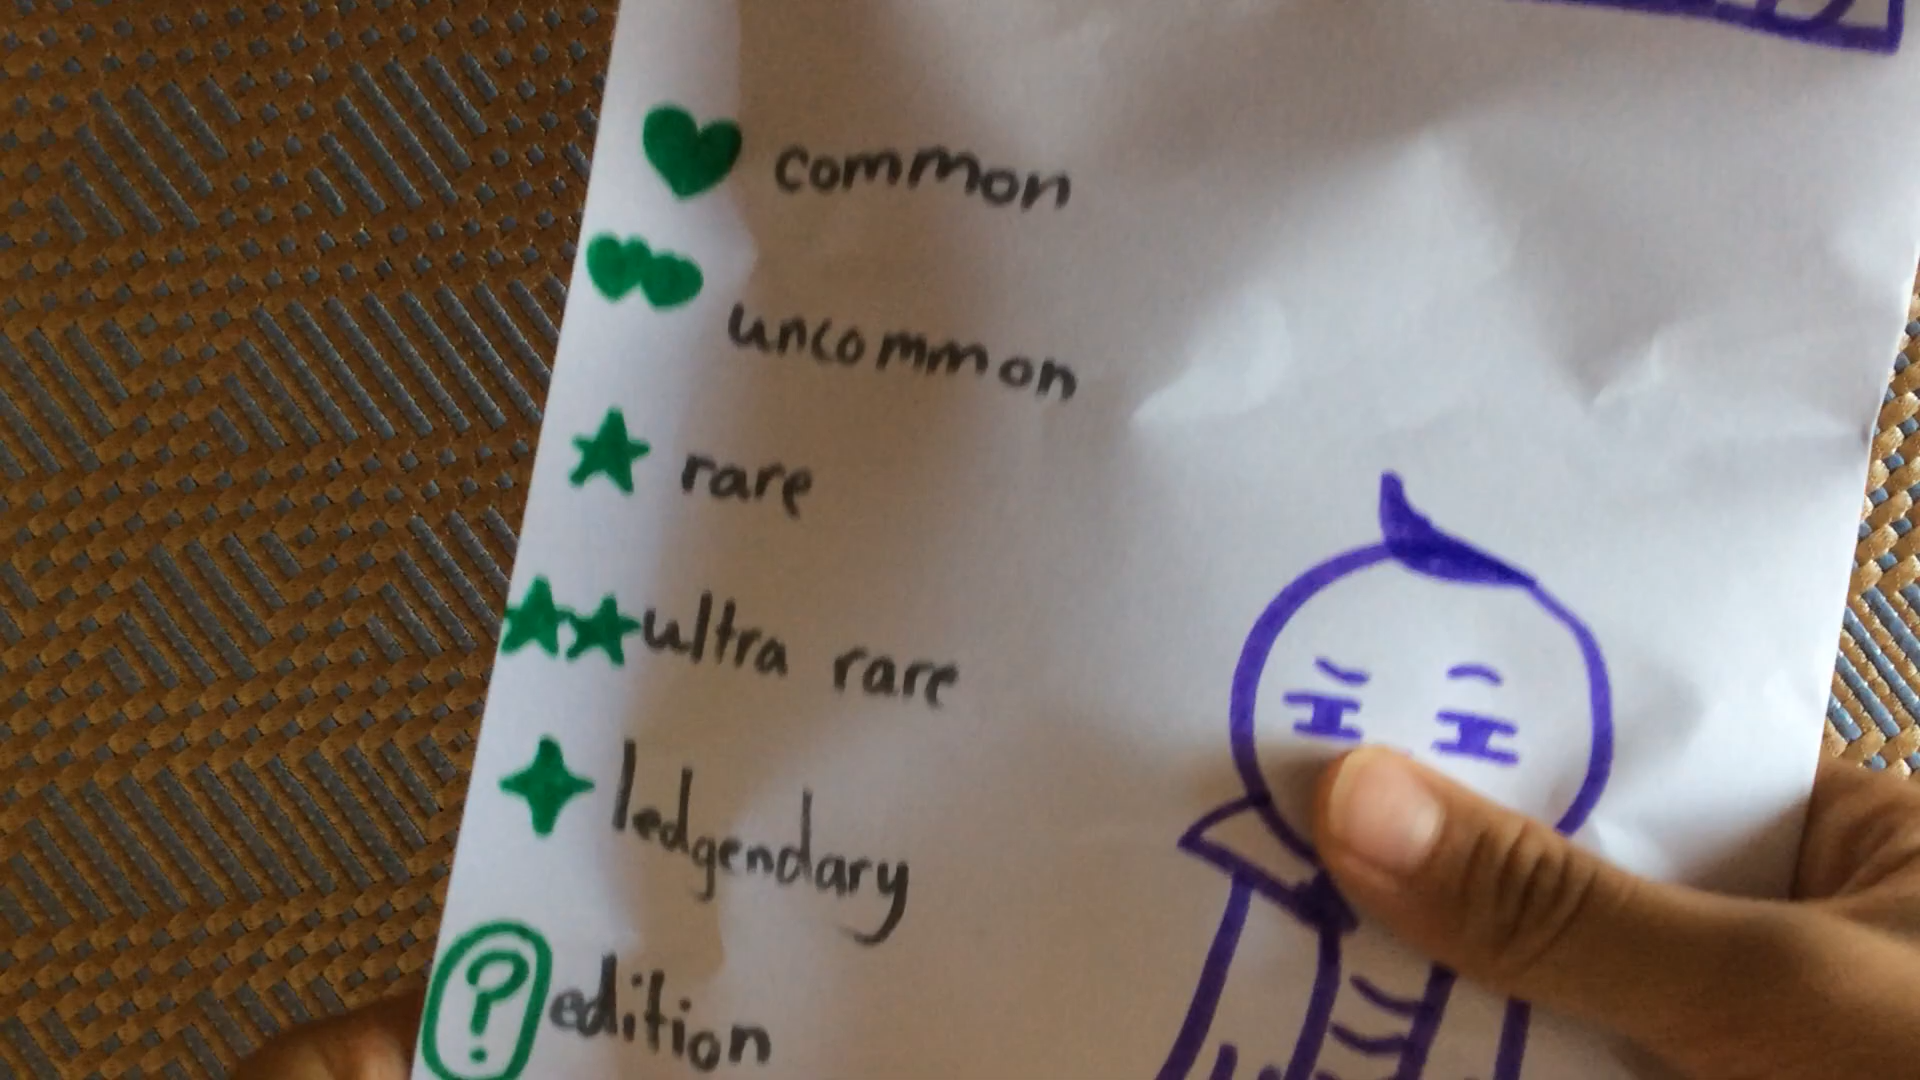 common
uncommon
rare
ultra rare
ledgendary
? edition